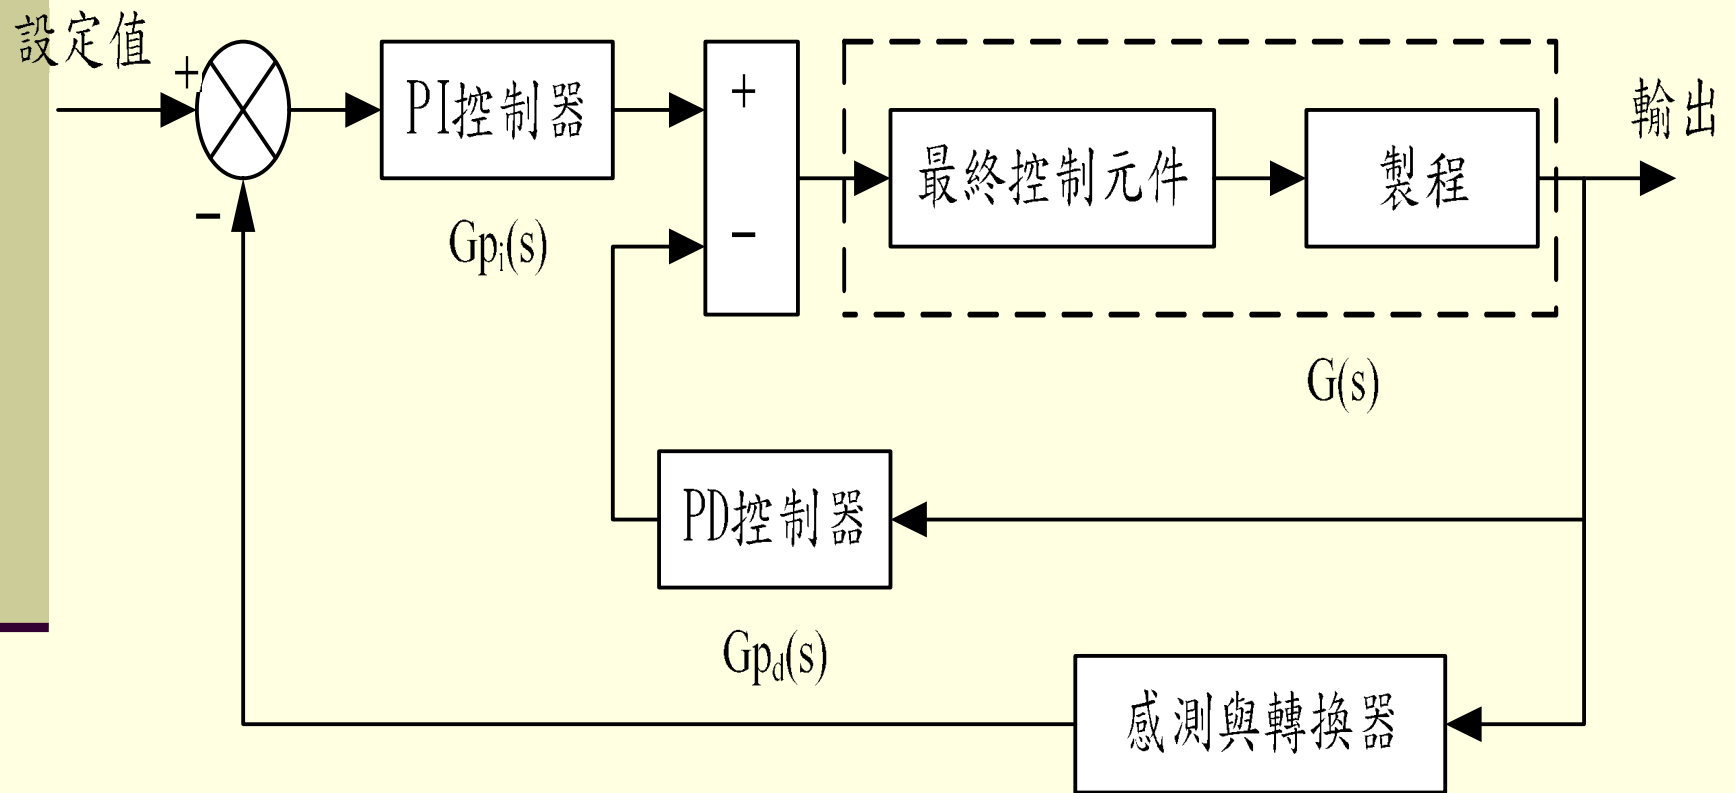 設定值
+
PI控制器
+
最終控制元件
製程
輸出
−
Gpi(s)
−
G(s)
PD控制器
Gpd(s)
感測與轉換器